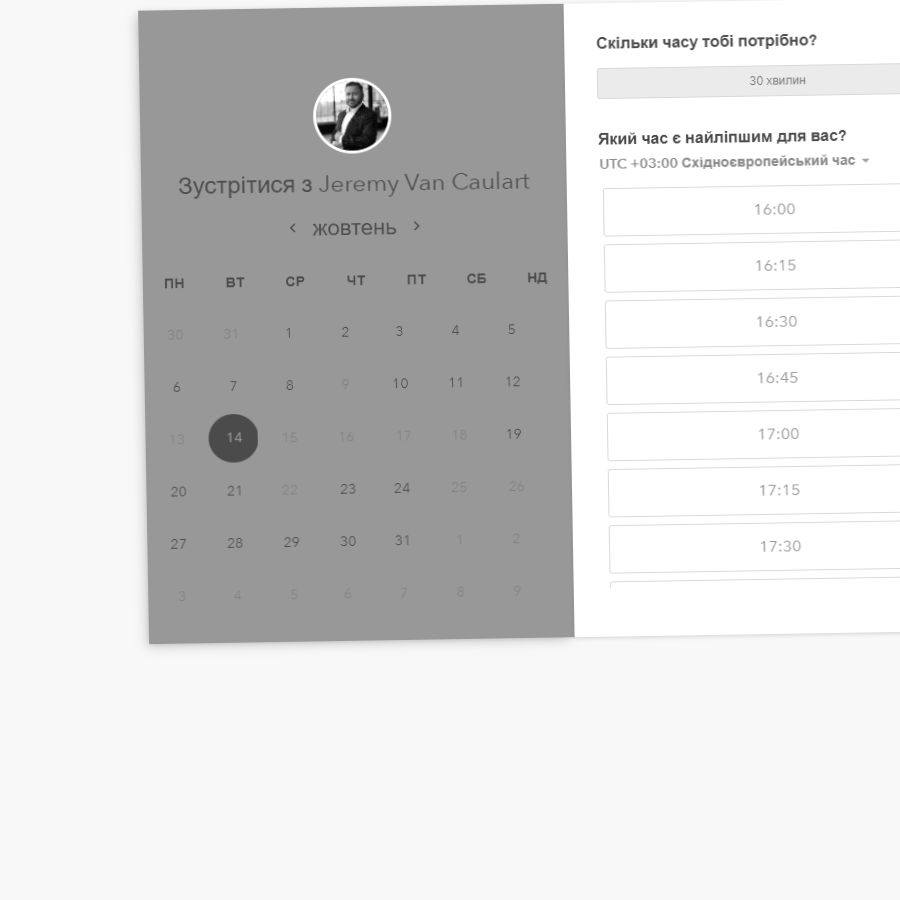 Зустрітися з Jeremy Van Caulart
‹ жовтень ›
ПН ВТ СР ЧТ ПТ СБ НД
30 31 1 2 3 4 5
6 7 8 9 10 11 12
13 14 15 16 17 18 19
20 21 22 23 24 25 26
27 28 29 30 31 1 2
3 4 5 6 7 8 9
Скільки часу тобі потрібно?
30 хвилин
Який час є найліпшим для вас?
UTC +03:00 Східноєвропейський час
16:00
16:15
16:30
16:45
17:00
17:15
17:30